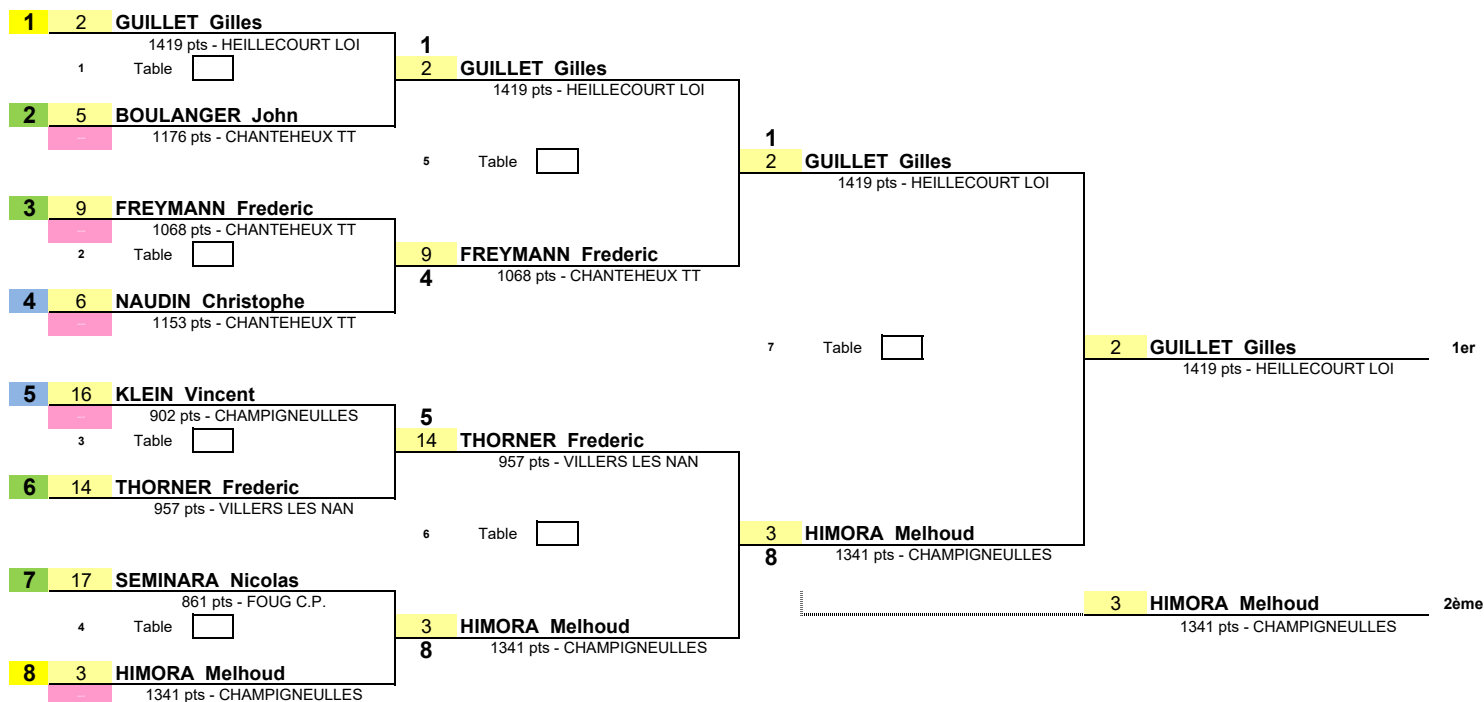 1 2 GUILLET Gilles
1419 pts - HEILLECOURT LOI
1
1 Table
2 GUILLET Gilles
1419 pts - HEILLECOURT LOI
2 5 BOULANGER John
1176 pts - CHANTEHEUX TT
1
5 Table
2 GUILLET Gilles
1419 pts - HEILLECOURT LOI
3 9 FREYMANN Frederic
1068 pts - CHANTEHEUX TT
2 Table
9 FREYMANN Frederic
4
1068 pts - CHANTEHEUX TT
4 6 NAUDIN Christophe
1153 pts - CHANTEHEUX TT
7 Table
2 GUILLET Gilles 1er
1419 pts - HEILLECOURT LOI
5 16 KLEIN Vincent
902 pts - CHAMPIGNEULLES
5
3 Table
14 THORNER Frederic
957 pts - VILLERS LES NAN
6 14 THORNER Frederic
957 pts - VILLERS LES NAN
6 Table
3 HIMORA Melhoud
8
1341 pts - CHAMPIGNEULLES
7 17 SEMINARA Nicolas
861 pts - FOUG C.P.
3 HIMORA Melhoud 2ème
1341 pts - CHAMPIGNEULLES
4 Table
3 HIMORA Melhoud
8
1341 pts - CHAMPIGNEULLES
8 3 HIMORA Melhoud
1341 pts - CHAMPIGNEULLES